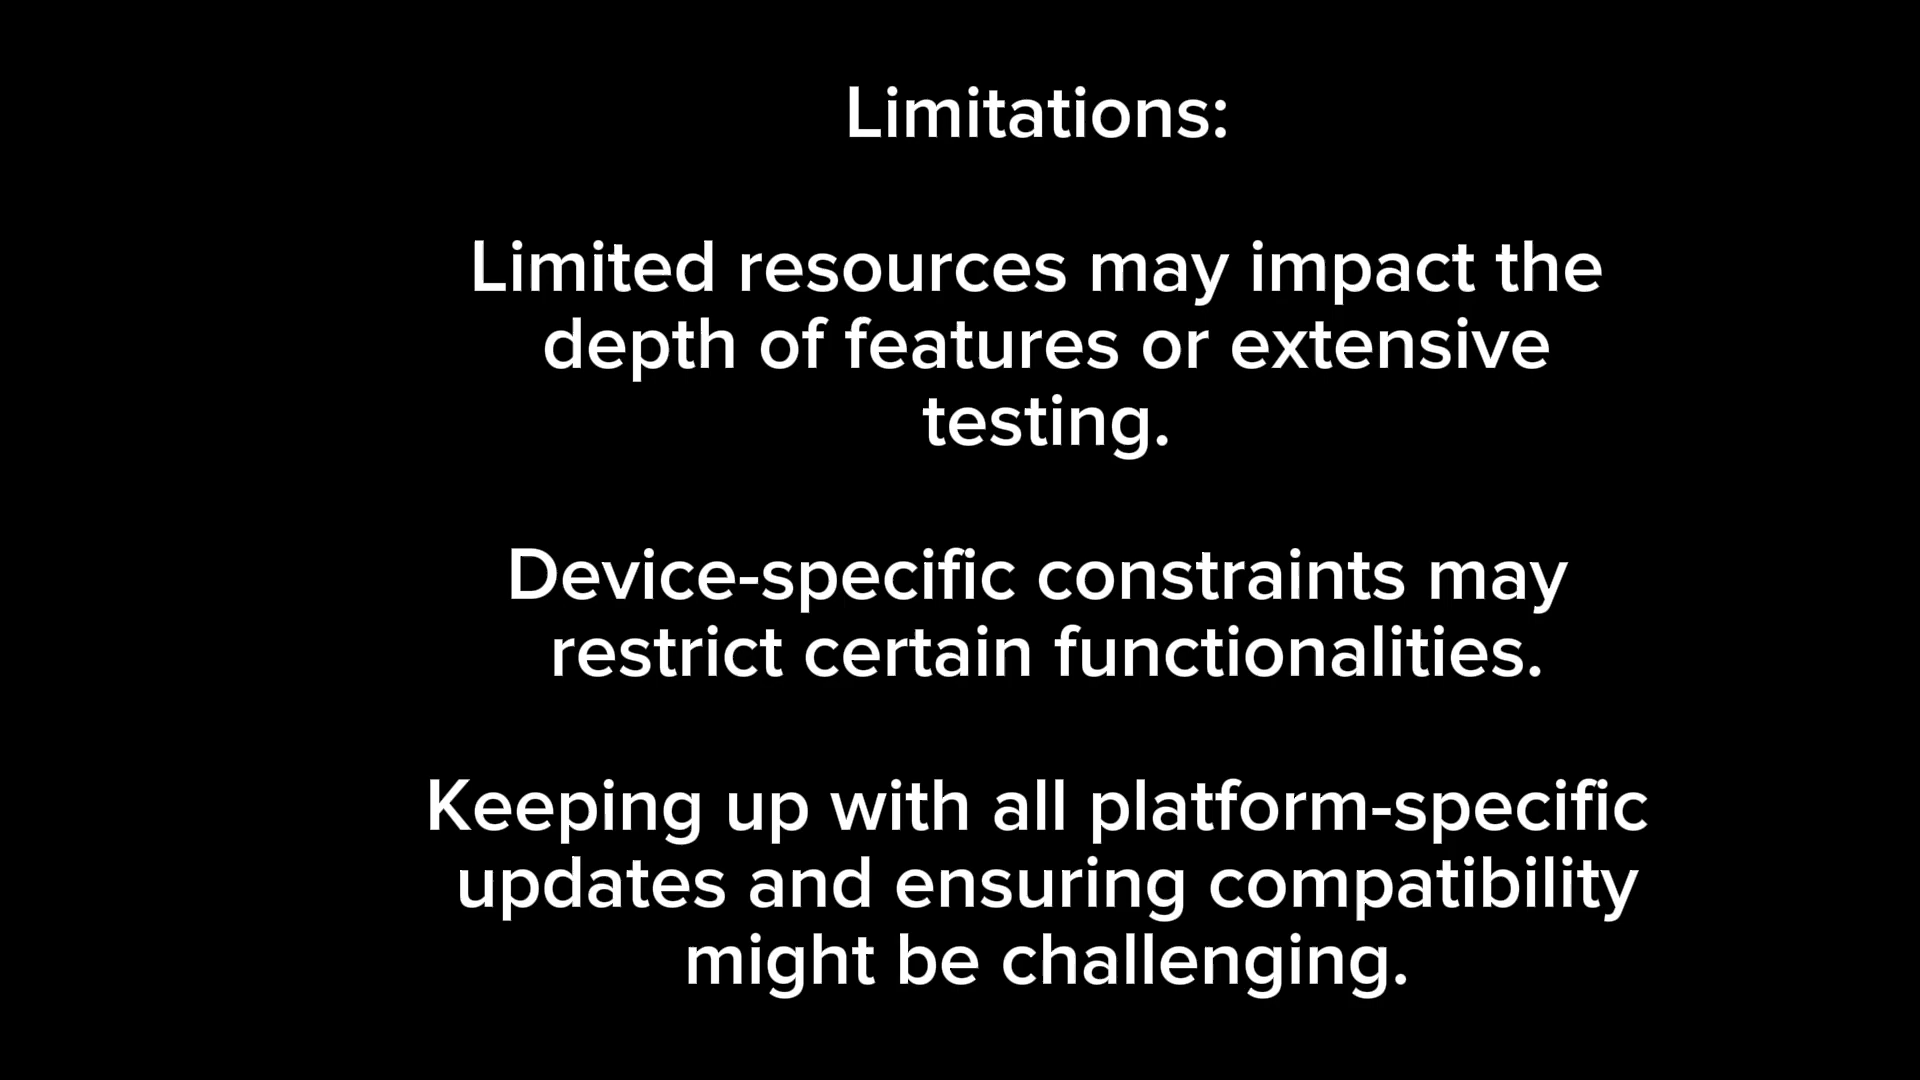 Limitations:
Limited resources may impact the
depth of features or extensive
testing.
Device-specific constraints may
restrict certain functionalities.
Keeping up with all platform-specific
updates and ensuring compatibility
might be challenging.